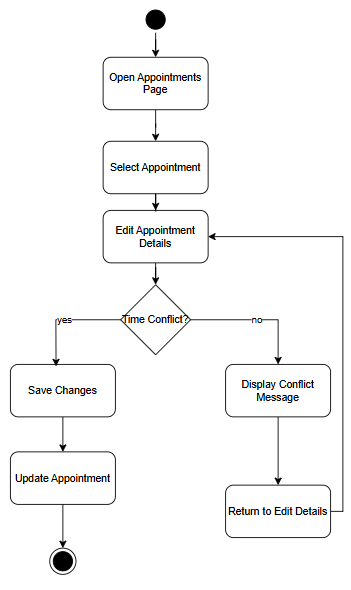 Open Appointments
Page
Select Appointment
Edit Appointment
Details
Time Conflict?
yes
no
Save Changes
Display Conflict
Message
Update Appointment
Return to Edit Details